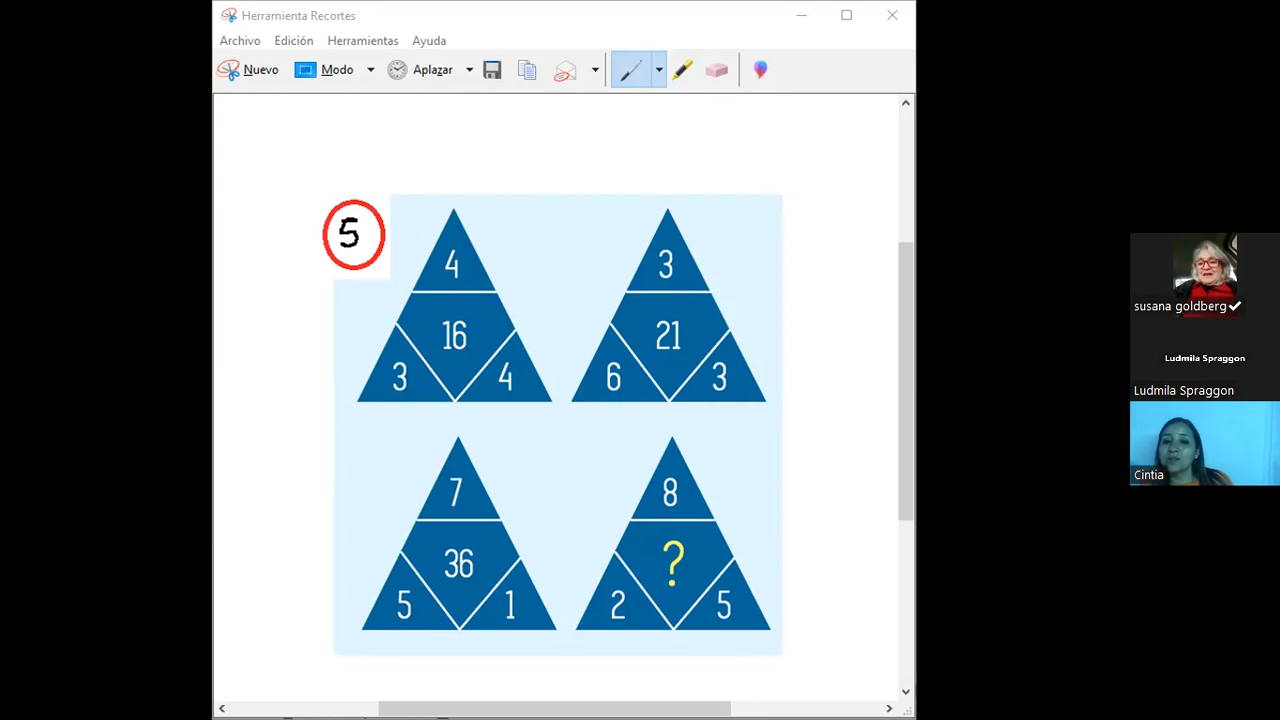 Herramienta Recortes
Archivo Edición Herramientas Ayuda
Nuevo Modo Aplazar
5
4
16
3 4
3
21
6 3
7
36
5 1
8
?
2 5
susana goldberg
Ludmila Spraggon
Ludmila Spraggon
Cintia